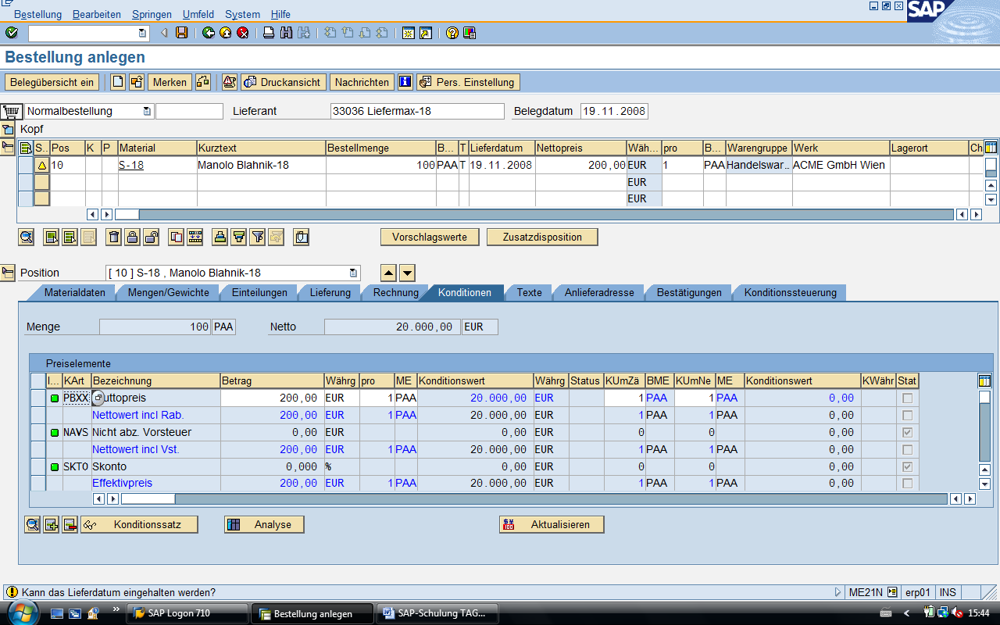 Bestellung Bearbeiten Springen Umfeld System Hilfe
SAP
Bestellung anlegen
Belegübersicht ein Merken Druckansicht Nachrichten Pers. Einstellung
Normalbestellung Lieferant 33036 Liefermax-18 Belegdatum 19.11.2008
Kopf
S.. Pos K P Material Kurztext Bestellmenge B... T Lieferdatum Nettopreis Wäh... pro B... Warengruppe Werk Lagerort Ch
10 S-18 Manolo Blahnik-18 100 PAA T 19.11.2008 200,00 EUR 1 PAA Handelswar... ACME GmbH Wien
EUR
EUR
Vorschlagswerte Zusatzdisposition
Position [ 10 ] S-18 , Manolo Blahnik-18
Materialdaten Mengen/Gewichte Einteilungen Lieferung Rechnung Konditionen Texte Anlieferadresse Bestätigungen Konditionssteuerung
Menge 100 PAA Netto 20.000,00 EUR
Preiselemente
I... KArt Bezeichnung Betrag Währg pro ME Konditionswert Währg Status KUmZä BME KUmNe ME Konditionswert KWähr Stat
PBXX uttopreis 200,00 EUR 1 PAA 20.000,00 EUR 1 PAA 1 PAA 0,00
Nettowert incl Rab. 200,00 EUR 1 PAA 20.000,00 EUR 1 PAA 1 PAA 0,00
NAVS Nicht abz. Vorsteuer 0,00 EUR 0,00 EUR 0 0 0,00
Nettowert incl Vst. 200,00 EUR 1 PAA 20.000,00 EUR 1 PAA 1 PAA 0,00
SKTO Skonto 0,000 % 0,00 EUR 0 0 0,00
Effektivpreis 200,00 EUR 1 PAA 20.000,00 EUR 1 PAA 1 PAA 0,00
Konditionssatz Analyse Aktualisieren
Kann das Lieferdatum eingehalten werden? ME21N erp01 INS
SAP Logon 710 Bestellung anlegen SAP-Schulung TAG... 15:44